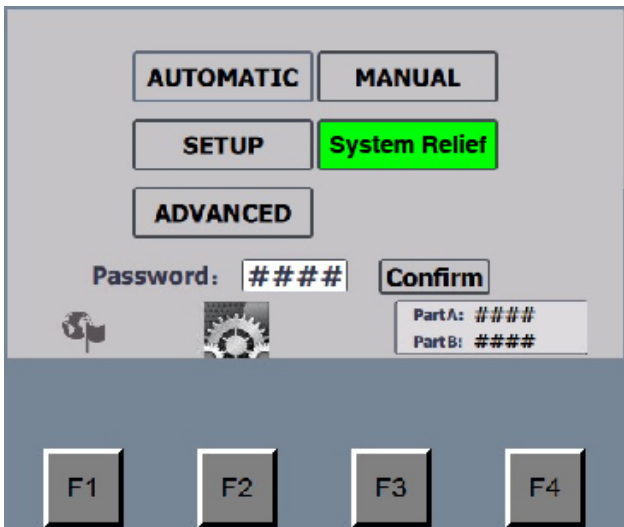 AUTOMATIC MANUAL
SETUP System Relief
ADVANCED
Password: #### Confirm
PartA: ####
PartB: ####
F1 F2 F3 F4